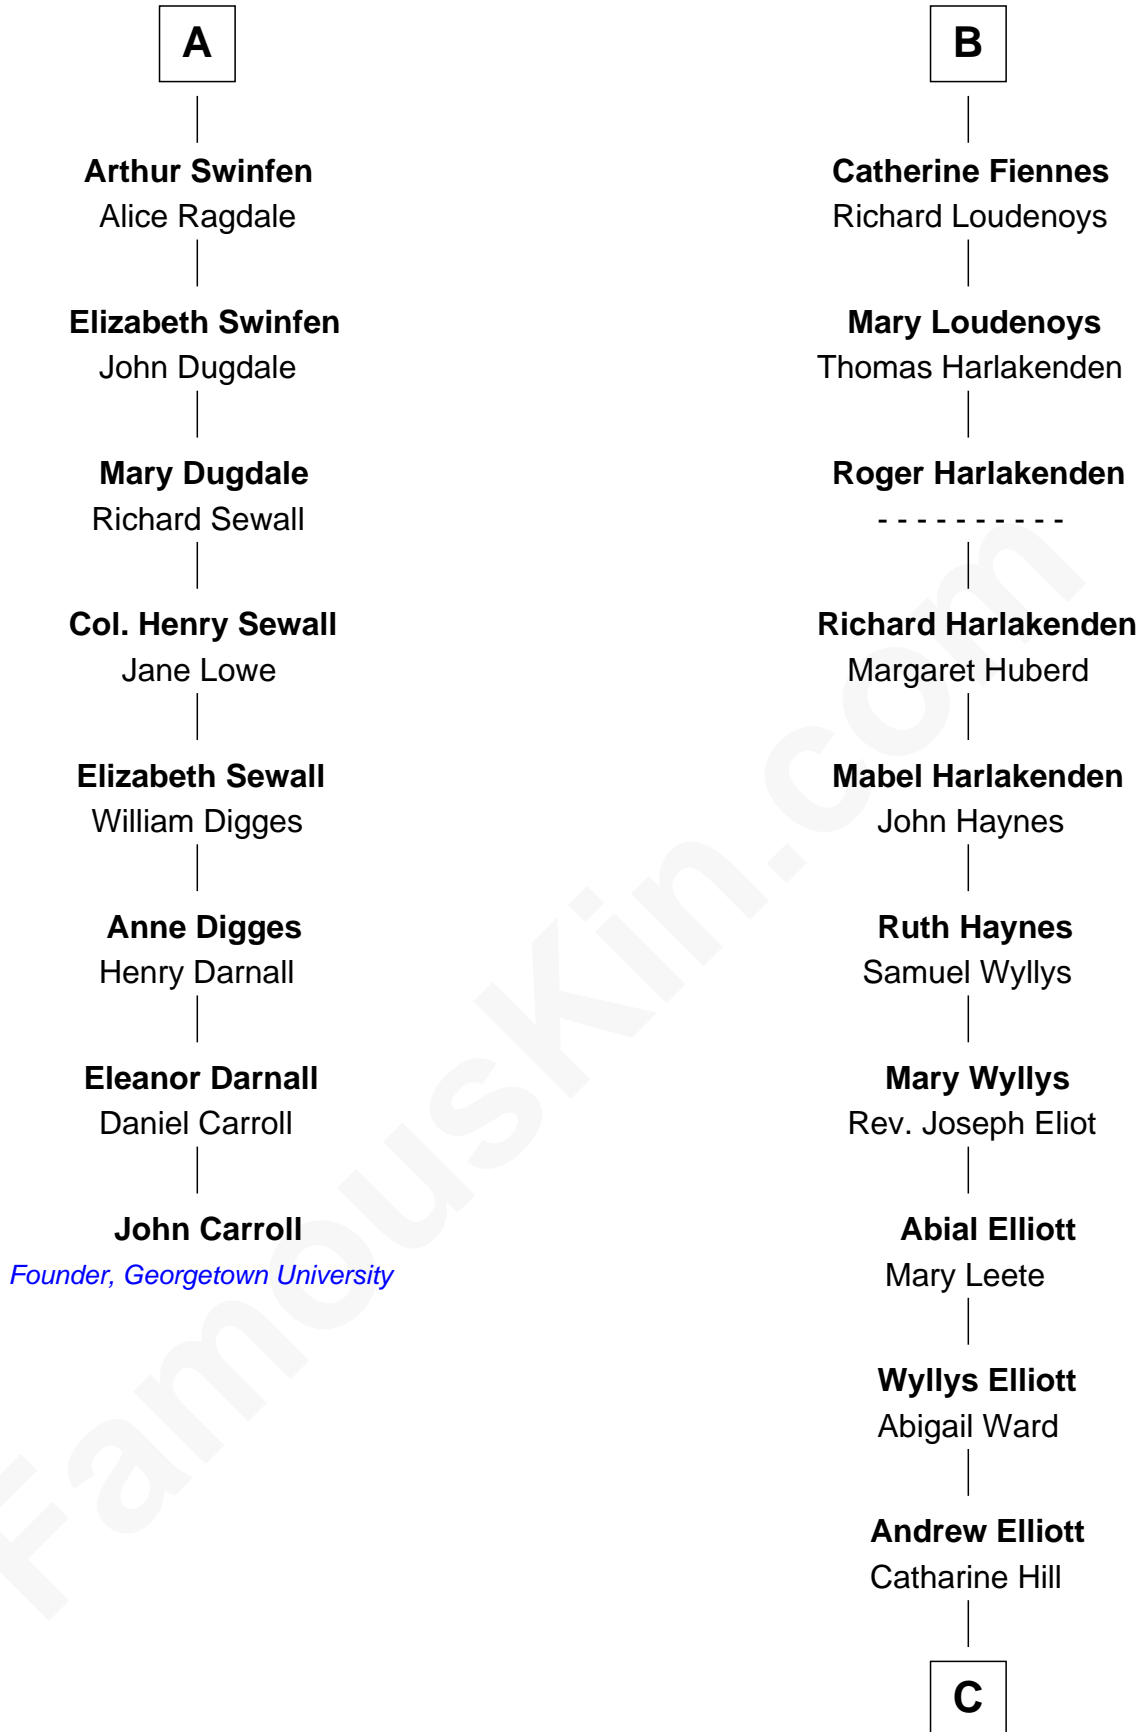 A
Arthur Swinfen
Alice Ragdale
Elizabeth Swinfen
John Dugdale
Mary Dugdale
Richard Sewall
Col. Henry Sewall
Jane Lowe
Elizabeth Sewall
William Digges
Anne Digges
Henry Darnall
Eleanor Darnall
Daniel Carroll
John Carroll
Founder, Georgetown University
B
Catherine Fiennes
Richard Loudenoys
Mary Loudenoys
Thomas Harlakenden
Roger Harlakenden
- - - - - - - - - -
Richard Harlakenden
Margaret Huberd
Mabel Harlakenden
John Haynes
Ruth Haynes
Samuel Wyllys
Mary Wyllys
Rev. Joseph Eliot
Abial Elliott
Mary Leete
Wyllys Elliott
Abigail Ward
Andrew Elliott
Catharine Hill
C
FamousKin.com